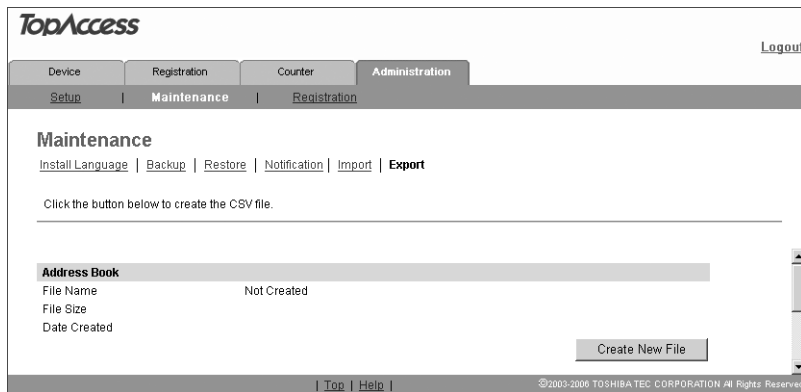 TopAccess
Logout
Device Registration Counter Administration
Setup | Maintenance | Registration
Maintenance
Install Language | Backup | Restore | Notification | Import | Export
Click the button below to create the CSV file.
Address Book
File Name Not Created
File Size
Date Created
Create New File
| Top | Help |
©2003-2006 TOSHIBA TEC CORPORATION All Rights Reserved